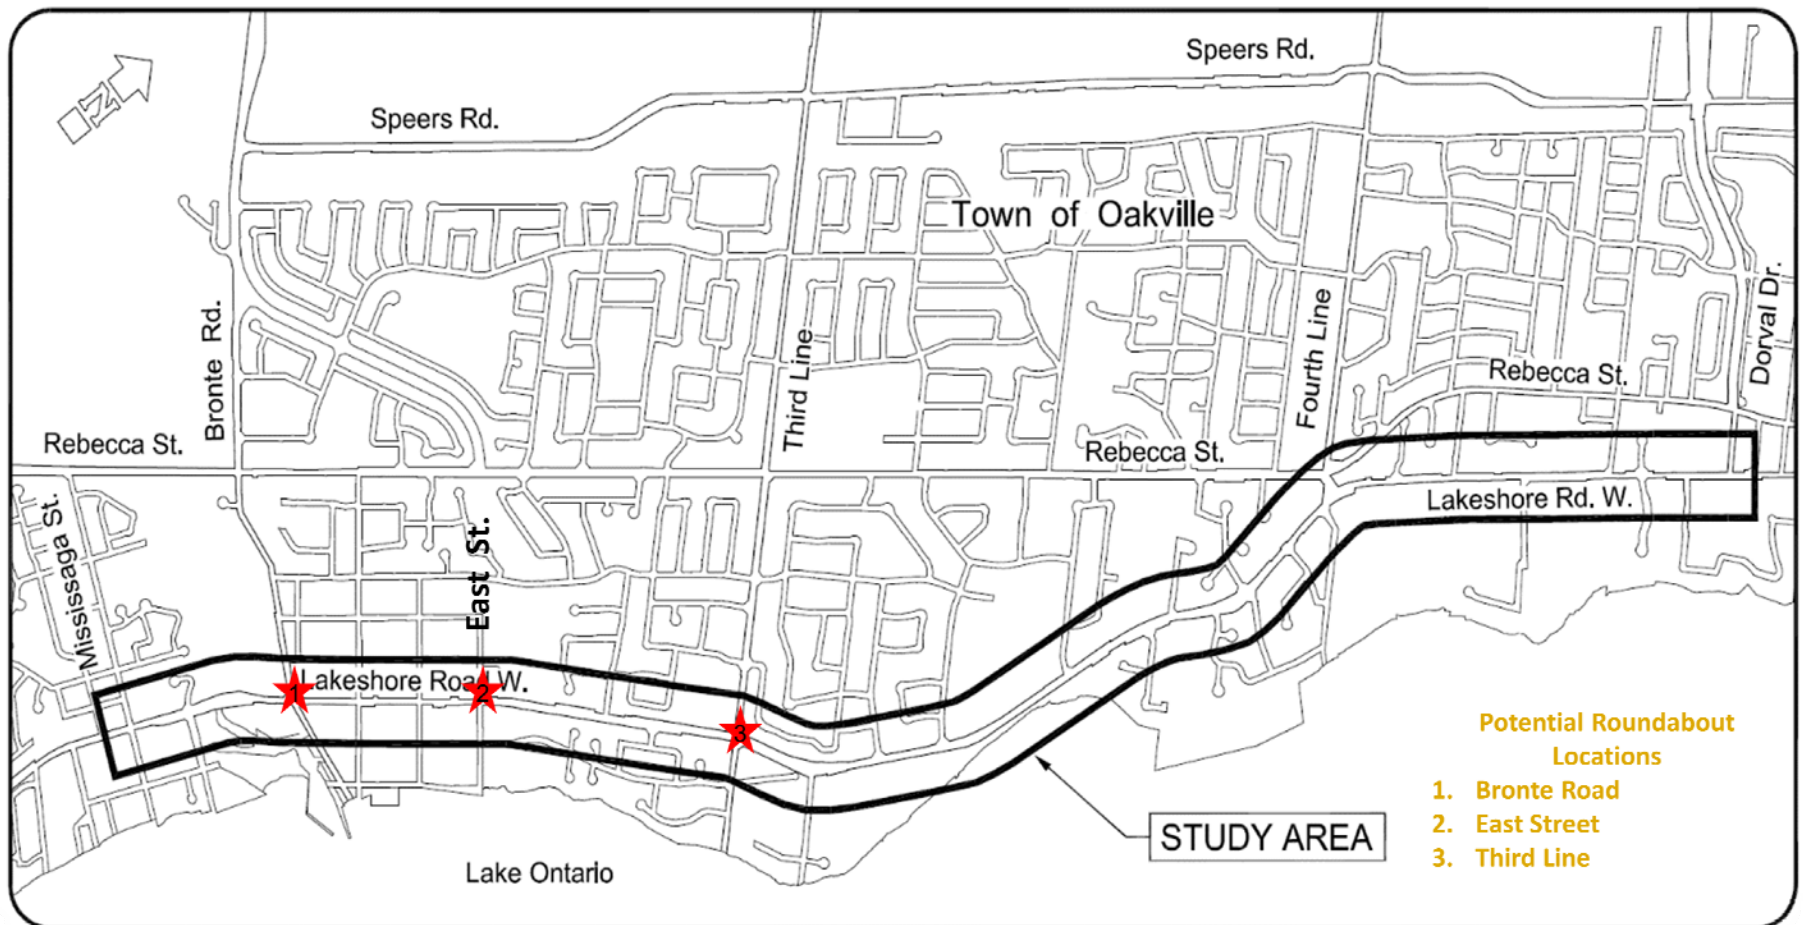 Speers Rd.
Speers Rd.
N
Town of Oakville
Bronte Rd.
Third Line
Fourth Line
Dorval Dr.
Rebecca St.
Rebecca St.
Rebecca St.
Mississaga St.
East St.
Lakeshore Rd. W.
Lakeshore Road W.
1
2
3
STUDY AREA
Lake Ontario
Potential Roundabout
Locations
1. Bronte Road
2. East Street
3. Third Line